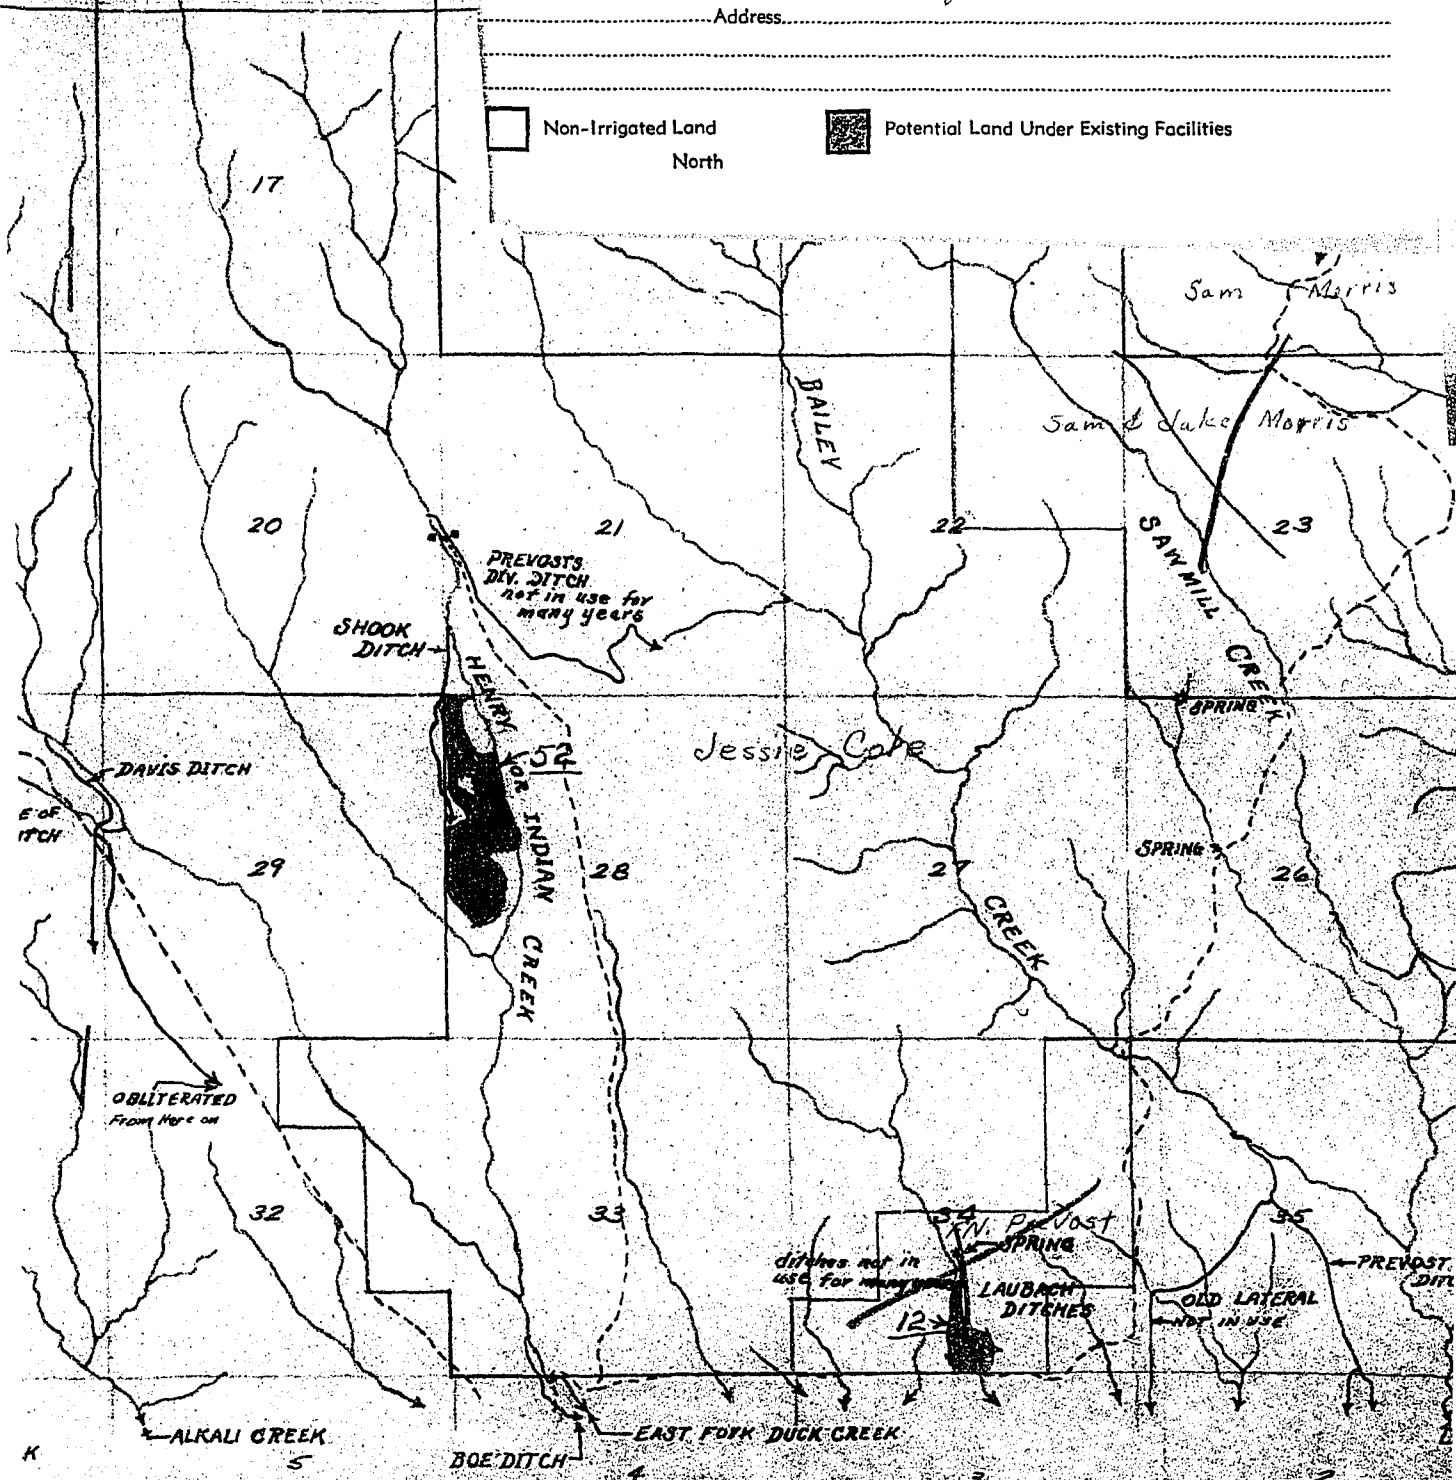 Address
Non-Irrigated Land
Potential Land Under Existing Facilities
North
17
Sam Morris
BAILEY
Sam & Jake Morris
20
21
22
23
PREVOSTS
DIV. DITCH
not in use for
many years
SHOOK
DITCH
SAWMILL CREEK
HENRY OR INDIAN CREEK
SPRING
52
Jessie Cole
DAVIS DITCH
E OF
ITCH
29
28
27
SPRING
26
CREEK
OBLITERATED
From Here on
32
33
34
N. Prevost
35
SPRING
ditches not in
use for many
PREVOST
LAUBACH
DITCHES
OLD LATERAL
NOT IN USE
12
ALKALI CREEK
EAST FORK DUCK CREEK
K
5
BOE DITCH
4